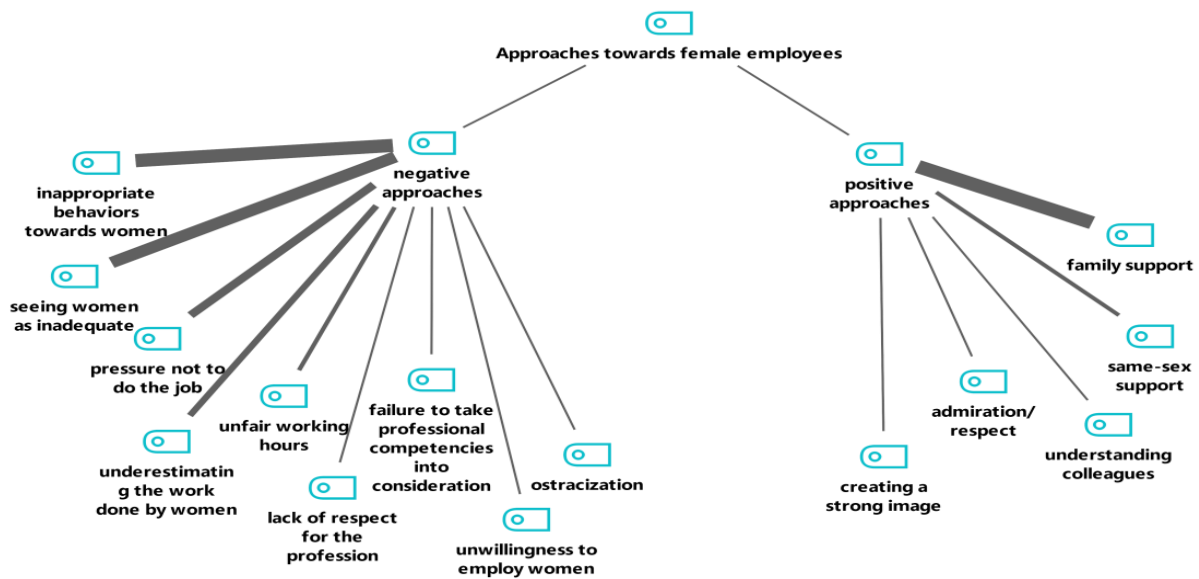 Approaches towards female employees
negative
approaches
positive
approaches
inappropriate
behaviors
towards women
seeing women
as inadequate
pressure not to
do the job
underestimatin
g the work
done by women
unfair working
hours
lack of respect
for the
profession
failure to take
professional
competencies
into
consideration
unwillingness to
employ women
ostracization
creating a
strong image
admiration/
respect
understanding
colleagues
same-sex
support
family support